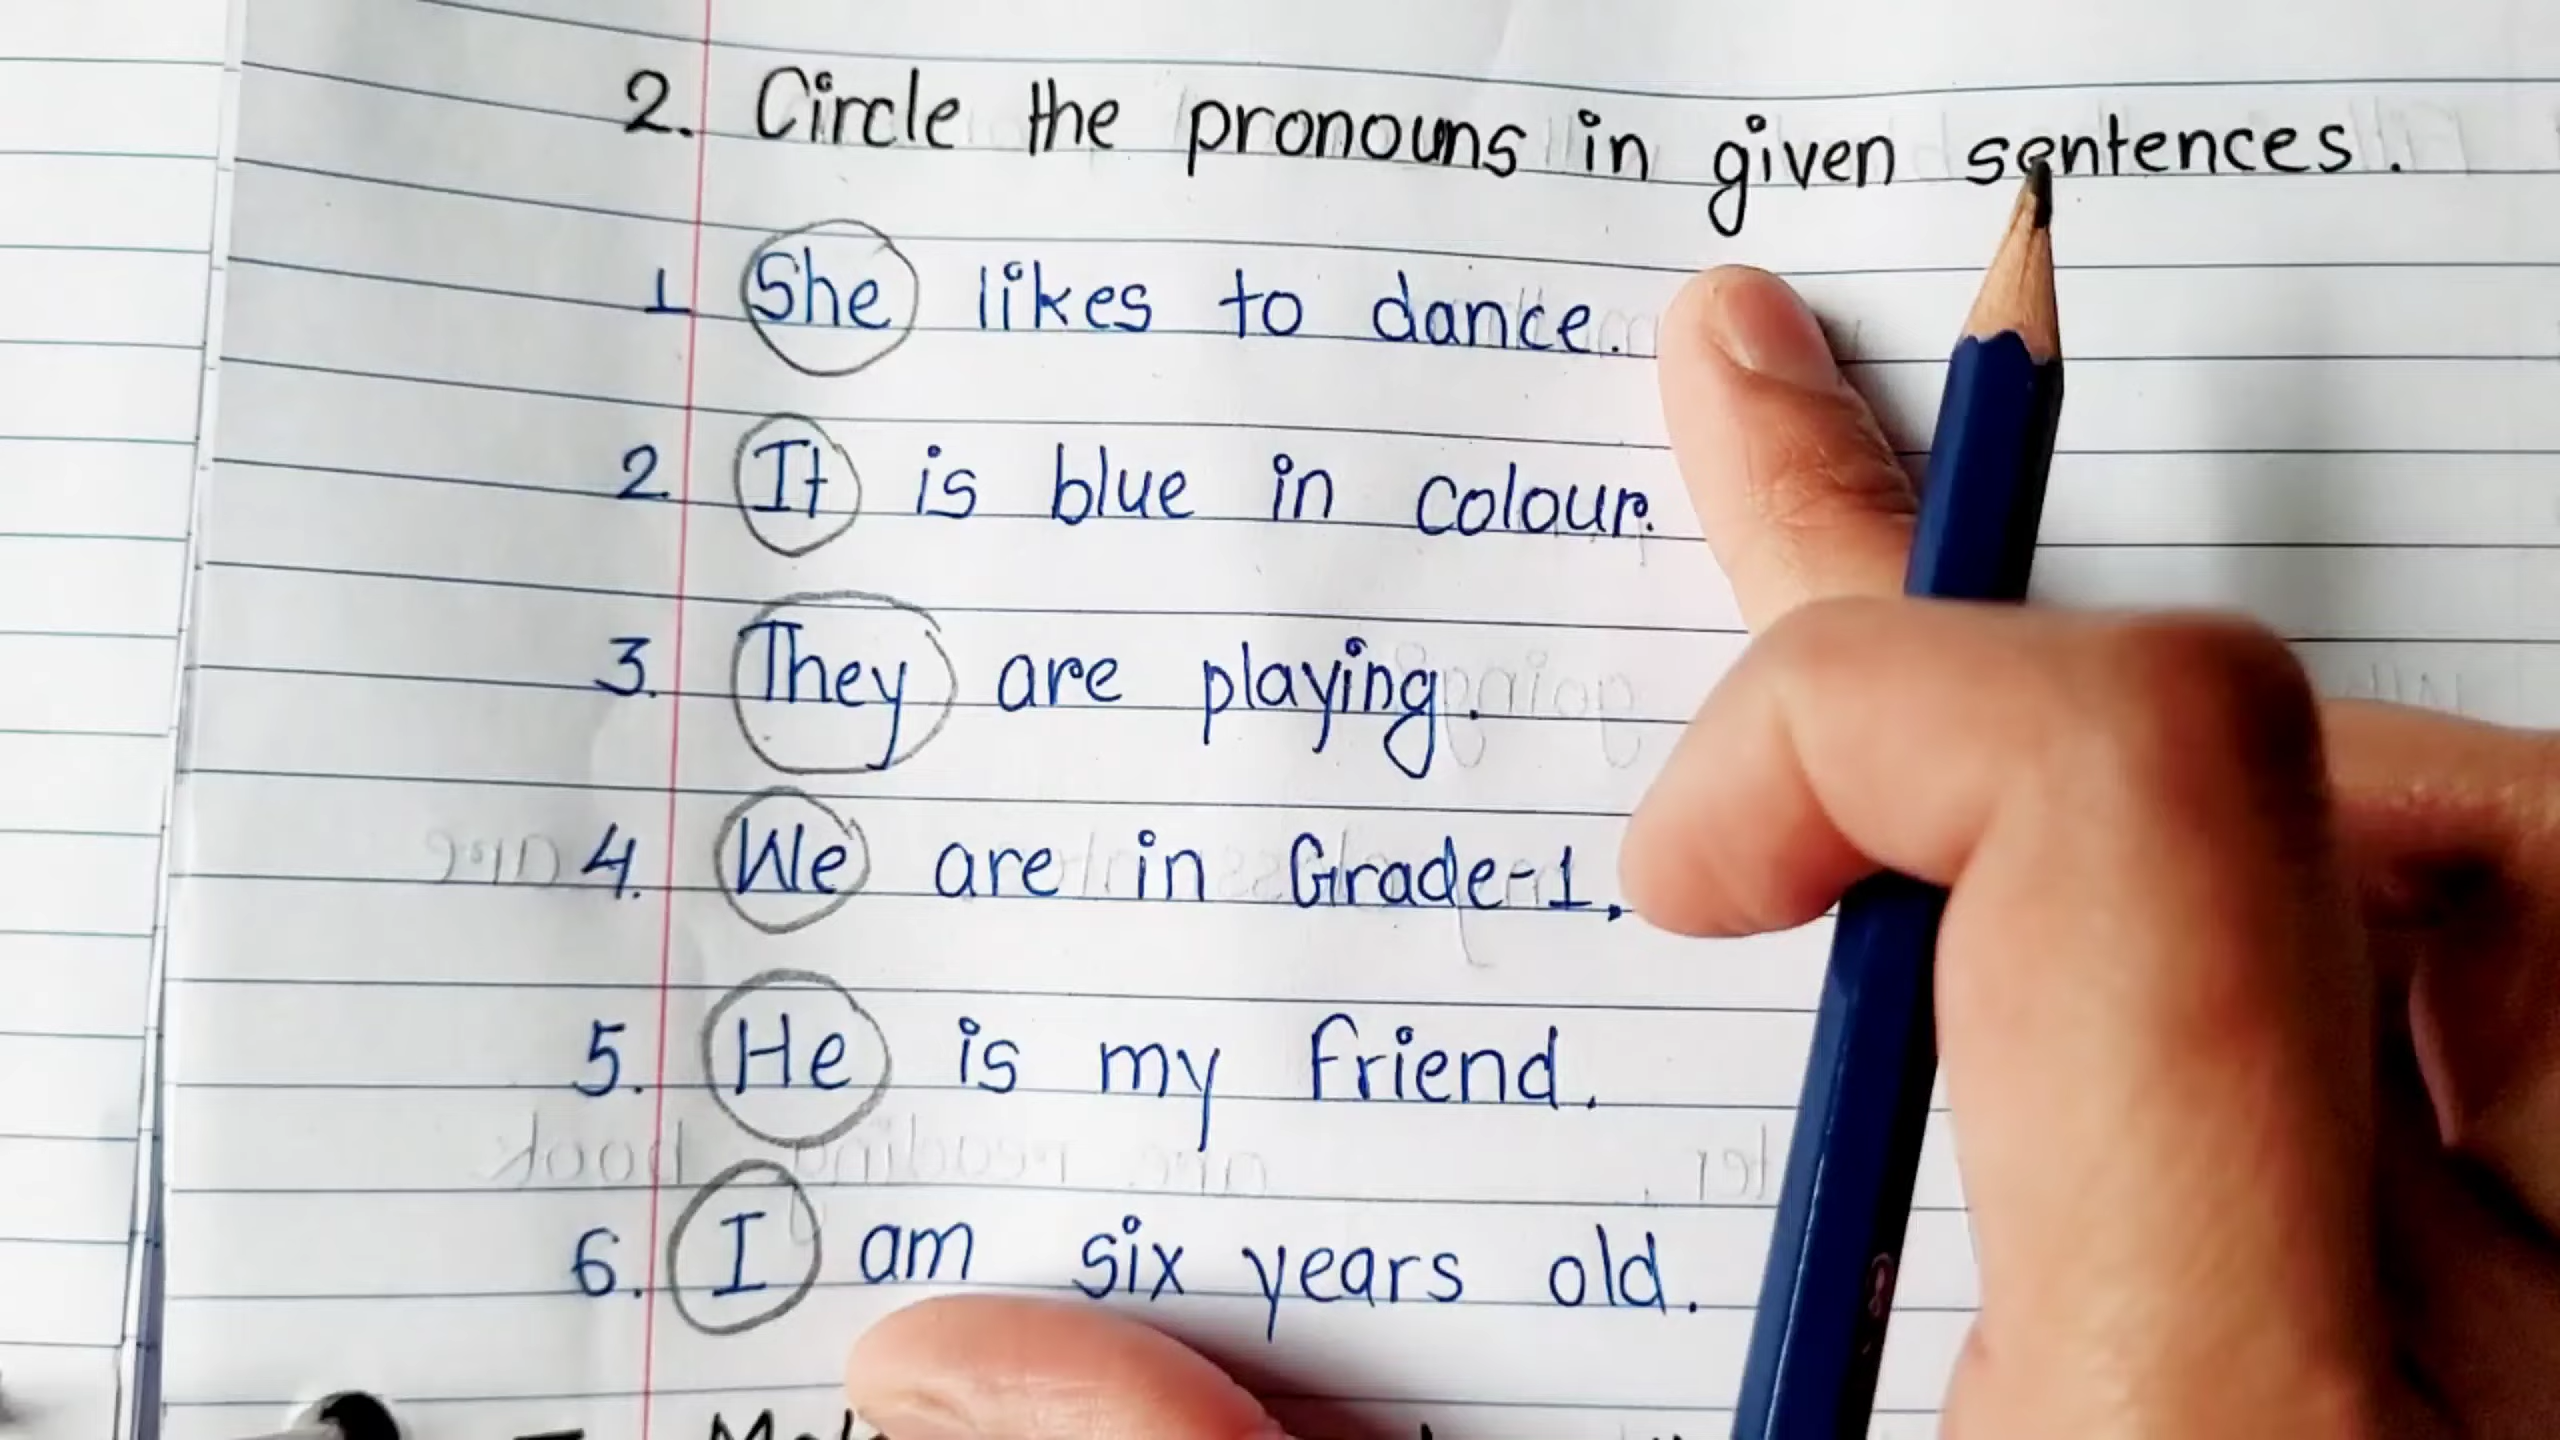 2. Circle the pronouns in given sentences.
1 She likes to dance.
2. It is blue in colour.
3. They are playing.
4. We are in Grade-1.
5. He is my friend.
6. I am six years old.